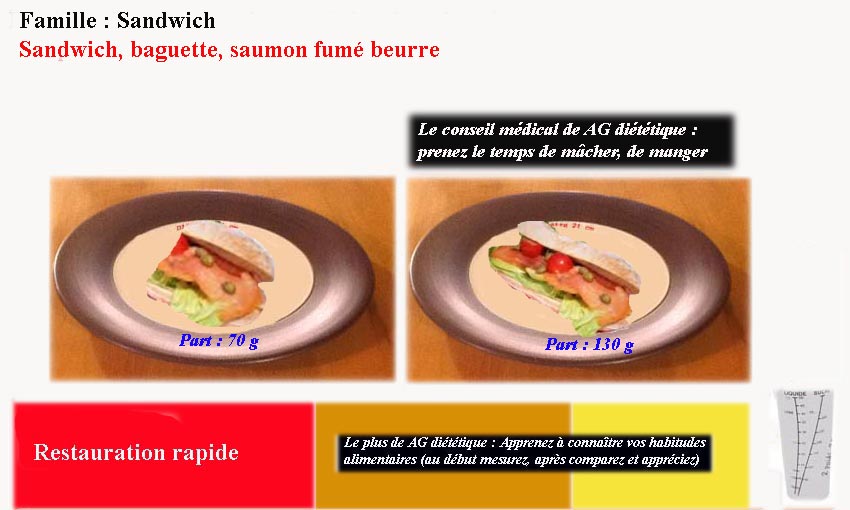 Famille : Sandwich
Sandwich, baguette, saumon fumé beurre
Le conseil médical de AG diététique :
prenez le temps de mâcher, de manger
21 cm
Part : 70 g
Part : 130 g
Restauration rapide
Le plus de AG diététique : Apprenez à connaître vos habitudes
alimentaires (au début mesurez, après comparez et appréciez)